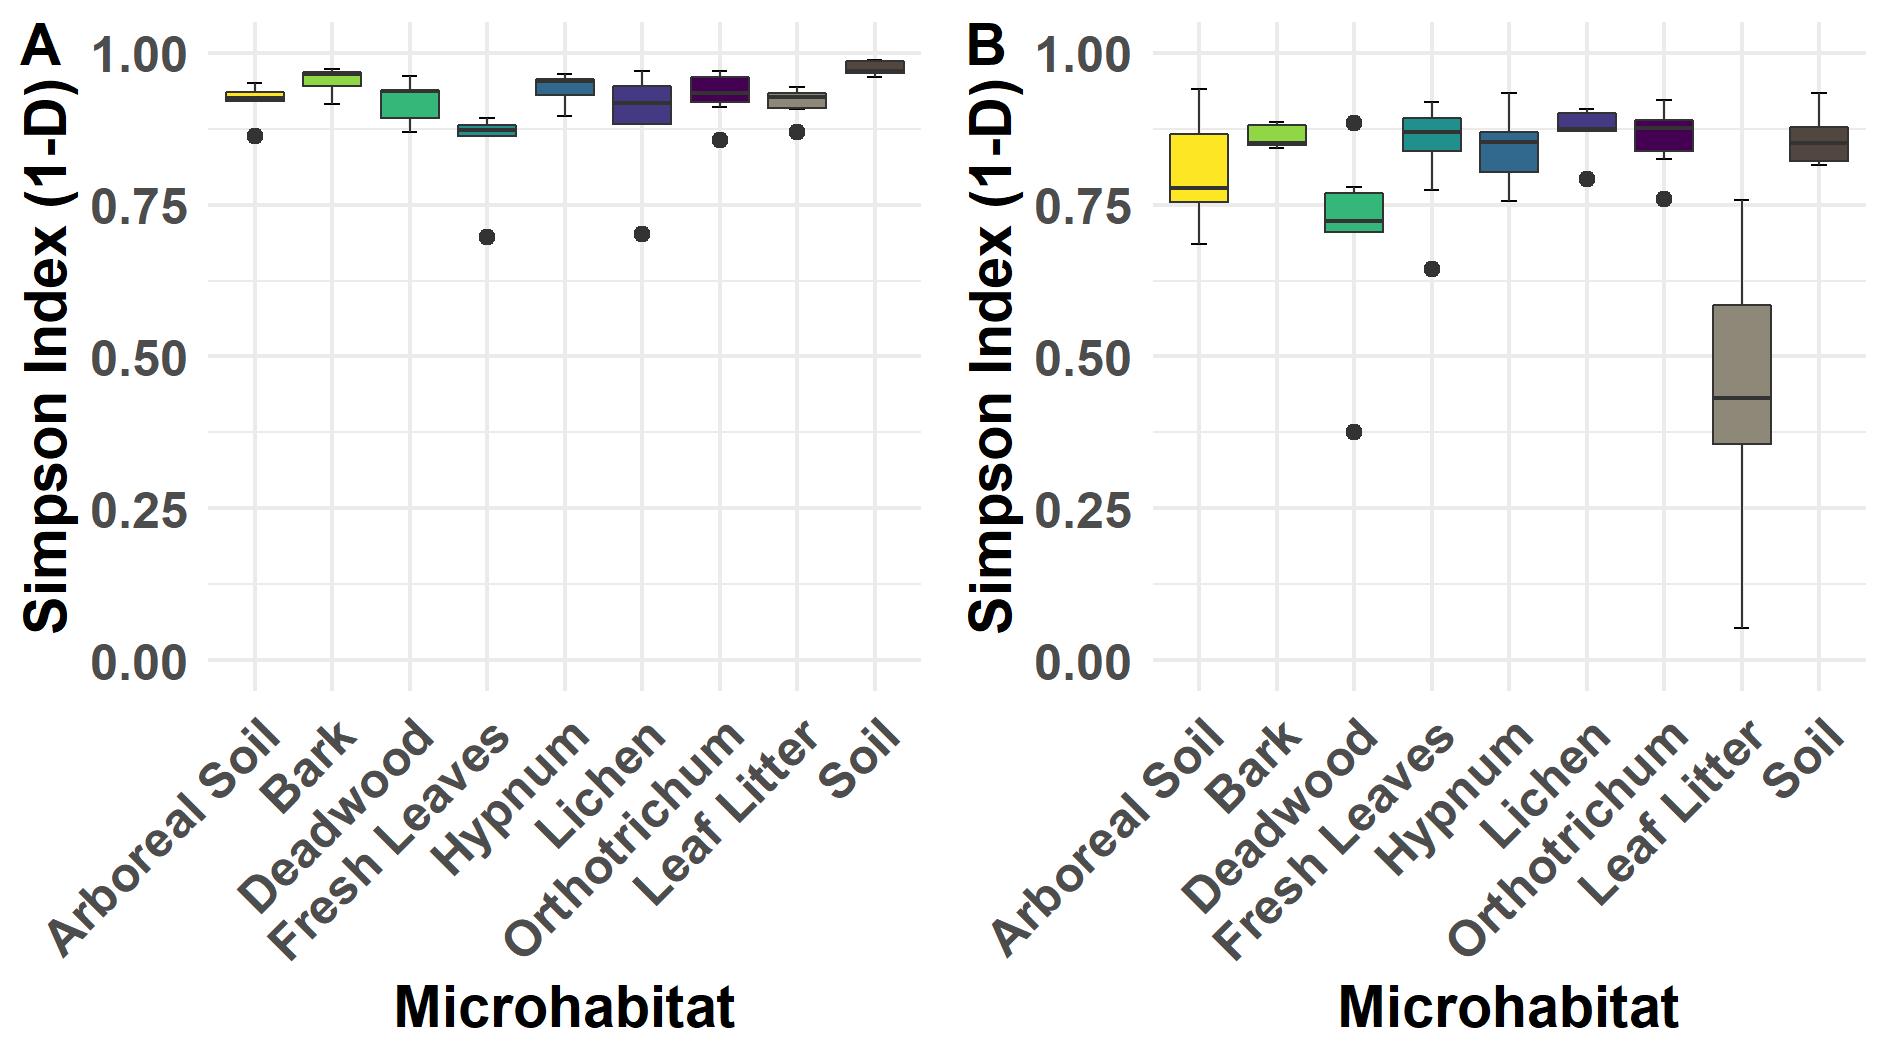 A
Simpson Index (1-D)
1.00
0.75
0.50
0.25
0.00
Arboreal Soil
Bark
Deadwood
Fresh Leaves
Hypnum
Lichen
Orthotrichum
Leaf Litter
Soil
Microhabitat
B
Simpson Index (1-D)
1.00
0.75
0.50
0.25
0.00
Arboreal Soil
Bark
Deadwood
Fresh Leaves
Hypnum
Lichen
Orthotrichum
Leaf Litter
Soil
Microhabitat